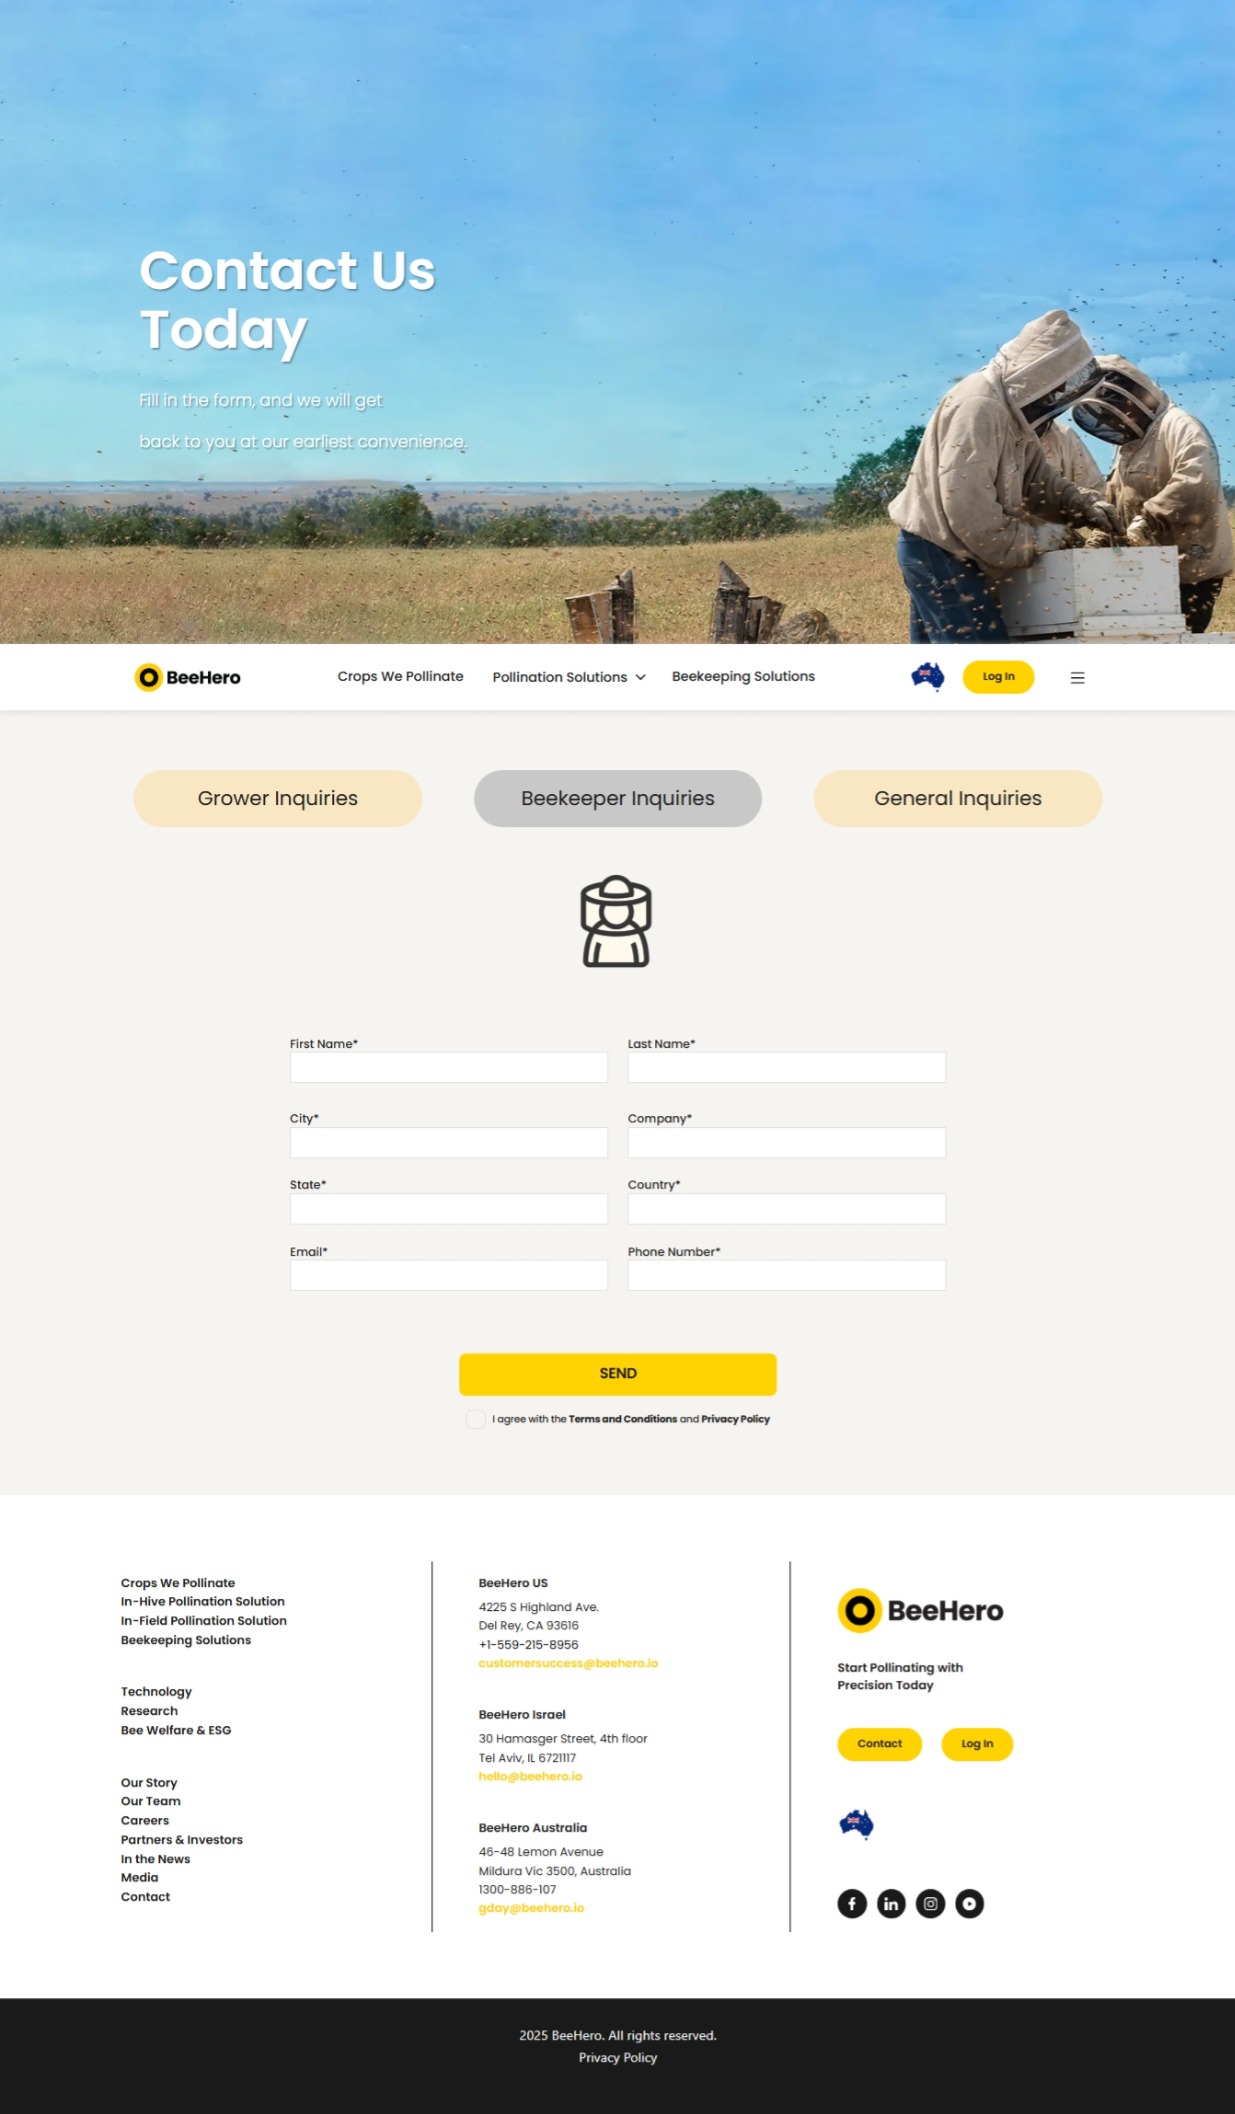 Contact Us
Today
Fill in the form, and we will get
back to you at our earliest convenience.
BeeHero
Crops We Pollinate
Pollination Solutions
Beekeeping Solutions
Log In
Grower Inquiries
Beekeeper Inquiries
General Inquiries
First Name*
Last Name*
City*
Company*
State*
Country*
Email*
Phone Number*
SEND
I agree with the Terms and Conditions and Privacy Policy
Crops We Pollinate
In-Hive Pollination Solution
In-Field Pollination Solution
Beekeeping Solutions
Technology
Research
Bee Welfare & ESG
Our Story
Our Team
Careers
Partners & Investors
In the News
Media
Contact
BeeHero US
4225 S Highland Ave.
Del Rey, CA 93616
+1-559-215-8956
customersuccess@beehero.io
BeeHero Israel
30 Hamasger Street, 4th floor
Tel Aviv, IL 6721117
hello@beehero.io
BeeHero Australia
46-48 Lemon Avenue
Mildura Vic 3500, Australia
1300-886-107
gday@beehero.io
BeeHero
Start Pollinating with
Precision Today
Contact
Log In
2025 BeeHero. All rights reserved.
Privacy Policy